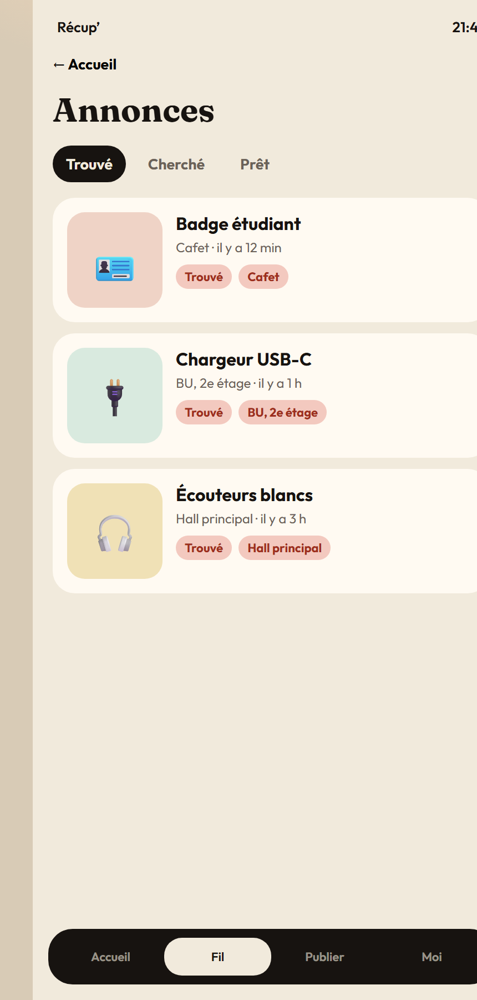 Récup’
21:4
← Accueil
Annonces
Trouvé Cherché Prêt
Badge étudiant
Cafet · il y a 12 min
Trouvé Cafet
Chargeur USB-C
BU, 2e étage · il y a 1 h
Trouvé BU, 2e étage
Écouteurs blancs
Hall principal · il y a 3 h
Trouvé Hall principal
Accueil Fil Publier Moi